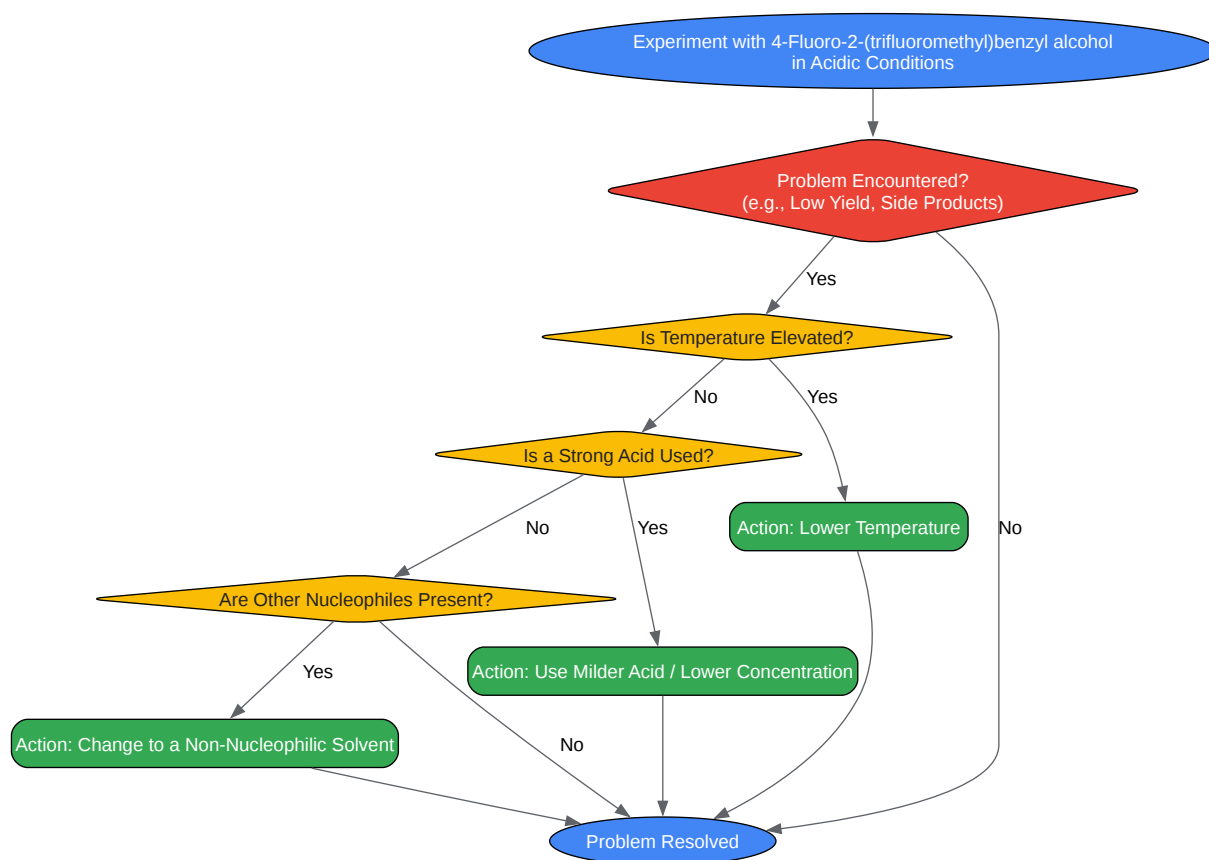 Experiment with 4-Fluoro-2-(trifluoromethyl)benzyl alcohol
in Acidic Conditions
Problem Encountered?
(e.g., Low Yield, Side Products)
Yes
Is Temperature Elevated?
No
Yes
Is a Strong Acid Used?
Action: Lower Temperature
No
No
Yes
Are Other Nucleophiles Present?
Yes
Action: Use Milder Acid / Lower Concentration
Action: Change to a Non-Nucleophilic Solvent
No
Problem Resolved